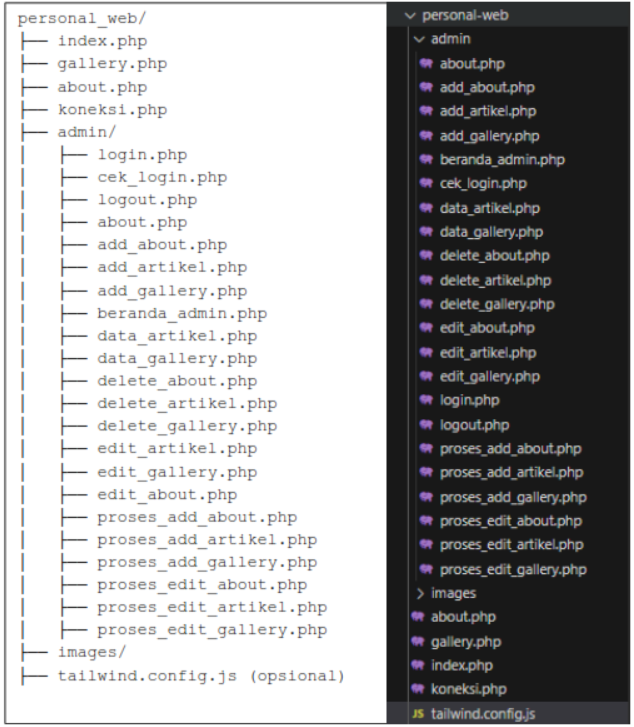 personal_web/
├── index.php
├── gallery.php
├── about.php
├── koneksi.php
├── admin/
│   ├── login.php
│   ├── cek_login.php
│   ├── logout.php
│   ├── about.php
│   ├── add_about.php
│   ├── add_artikel.php
│   ├── add_gallery.php
│   ├── beranda_admin.php
│   ├── data_artikel.php
│   ├── data_gallery.php
│   ├── delete_about.php
│   ├── delete_artikel.php
│   ├── delete_gallery.php
│   ├── edit_artikel.php
│   ├── edit_gallery.php
│   ├── edit_about.php
│   ├── proses_add_about.php
│   ├── proses_add_artikel.php
│   ├── proses_add_gallery.php
│   ├── proses_edit_about.php
│   ├── proses_edit_artikel.php
│   ├── proses_edit_gallery.php
├── images/
├── tailwind.config.js (opsional)
personal-web
admin
about.php
add_about.php
add_artikel.php
add_gallery.php
beranda_admin.php
cek_login.php
data_artikel.php
data_gallery.php
delete_about.php
delete_artikel.php
delete_gallery.php
edit_about.php
edit_artikel.php
edit_gallery.php
login.php
logout.php
proses_add_about.php
proses_add_artikel.php
proses_add_gallery.php
proses_edit_about.php
proses_edit_artikel.php
proses_edit_gallery.php
images
about.php
gallery.php
index.php
koneksi.php
JS tailwind.config.js